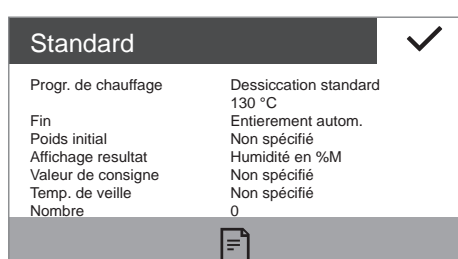 Standard
Progr. de chauffage Dessiccation standard
130 °C
Fin Entierement autom.
Poids initial Non spécifié
Affichage resultat Humidité en %M
Valeur de consigne Non spécifié
Temp. de veille Non spécifié
Nombre 0